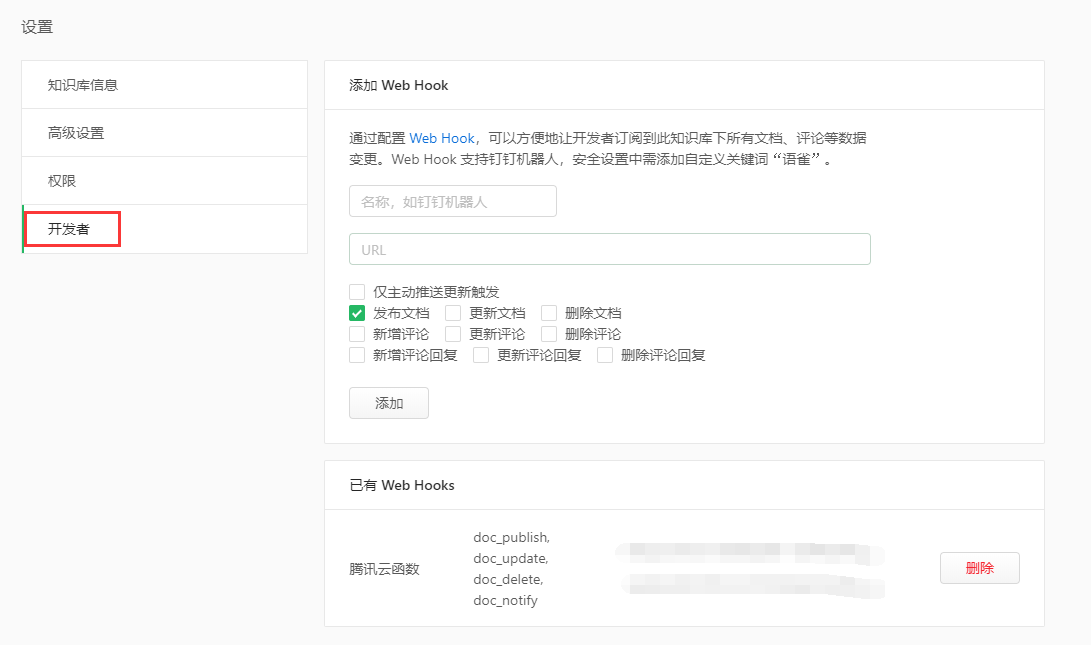 设置
知识库信息
高级设置
权限
开发者
添加 Web Hook
通过配置 Web Hook，可以方便地让开发者订阅到此知识库下所有文档、评论等数据
变更。Web Hook 支持钉钉机器人，安全设置中需添加自定义关键词 “语雀” 。
名称，如钉钉机器人
URL
仅主动推送更新触发
发布文档 更新文档 删除文档
新增评论 更新评论 删除评论
新增评论回复 更新评论回复 删除评论回复
添加
已有 Web Hooks
腾讯云函数
doc_publish,
doc_update,
doc_delete,
doc_notify
删除